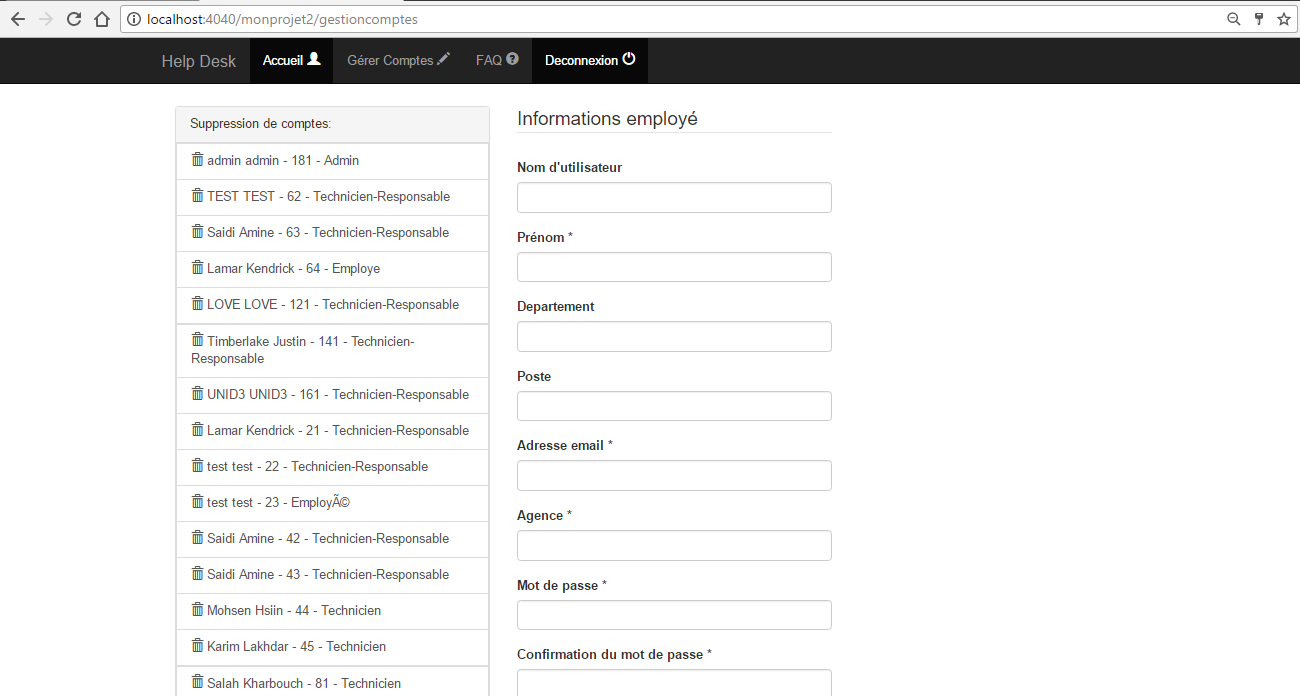 localhost:4040/monprojet2/gestioncomptes
Help Desk Accueil Gérer Comptes FAQ Deconnexion
Suppression de comptes:
admin admin - 181 - Admin
TEST TEST - 62 - Technicien-Responsable
Saidi Amine - 63 - Technicien-Responsable
Lamar Kendrick - 64 - Employe
LOVE LOVE - 121 - Technicien-Responsable
Timberlake Justin - 141 - Technicien-
Responsable
UNID3 UNID3 - 161 - Technicien-Responsable
Lamar Kendrick - 21 - Technicien-Responsable
test test - 22 - Technicien-Responsable
test test - 23 - EmployÃ©
Saidi Amine - 42 - Technicien-Responsable
Saidi Amine - 43 - Technicien-Responsable
Mohsen Hsiin - 44 - Technicien
Karim Lakhdar - 45 - Technicien
Salah Kharbouch - 81 - Technicien
Informations employé
Nom d'utilisateur
Prénom *
Departement
Poste
Adresse email *
Agence *
Mot de passe *
Confirmation du mot de passe *